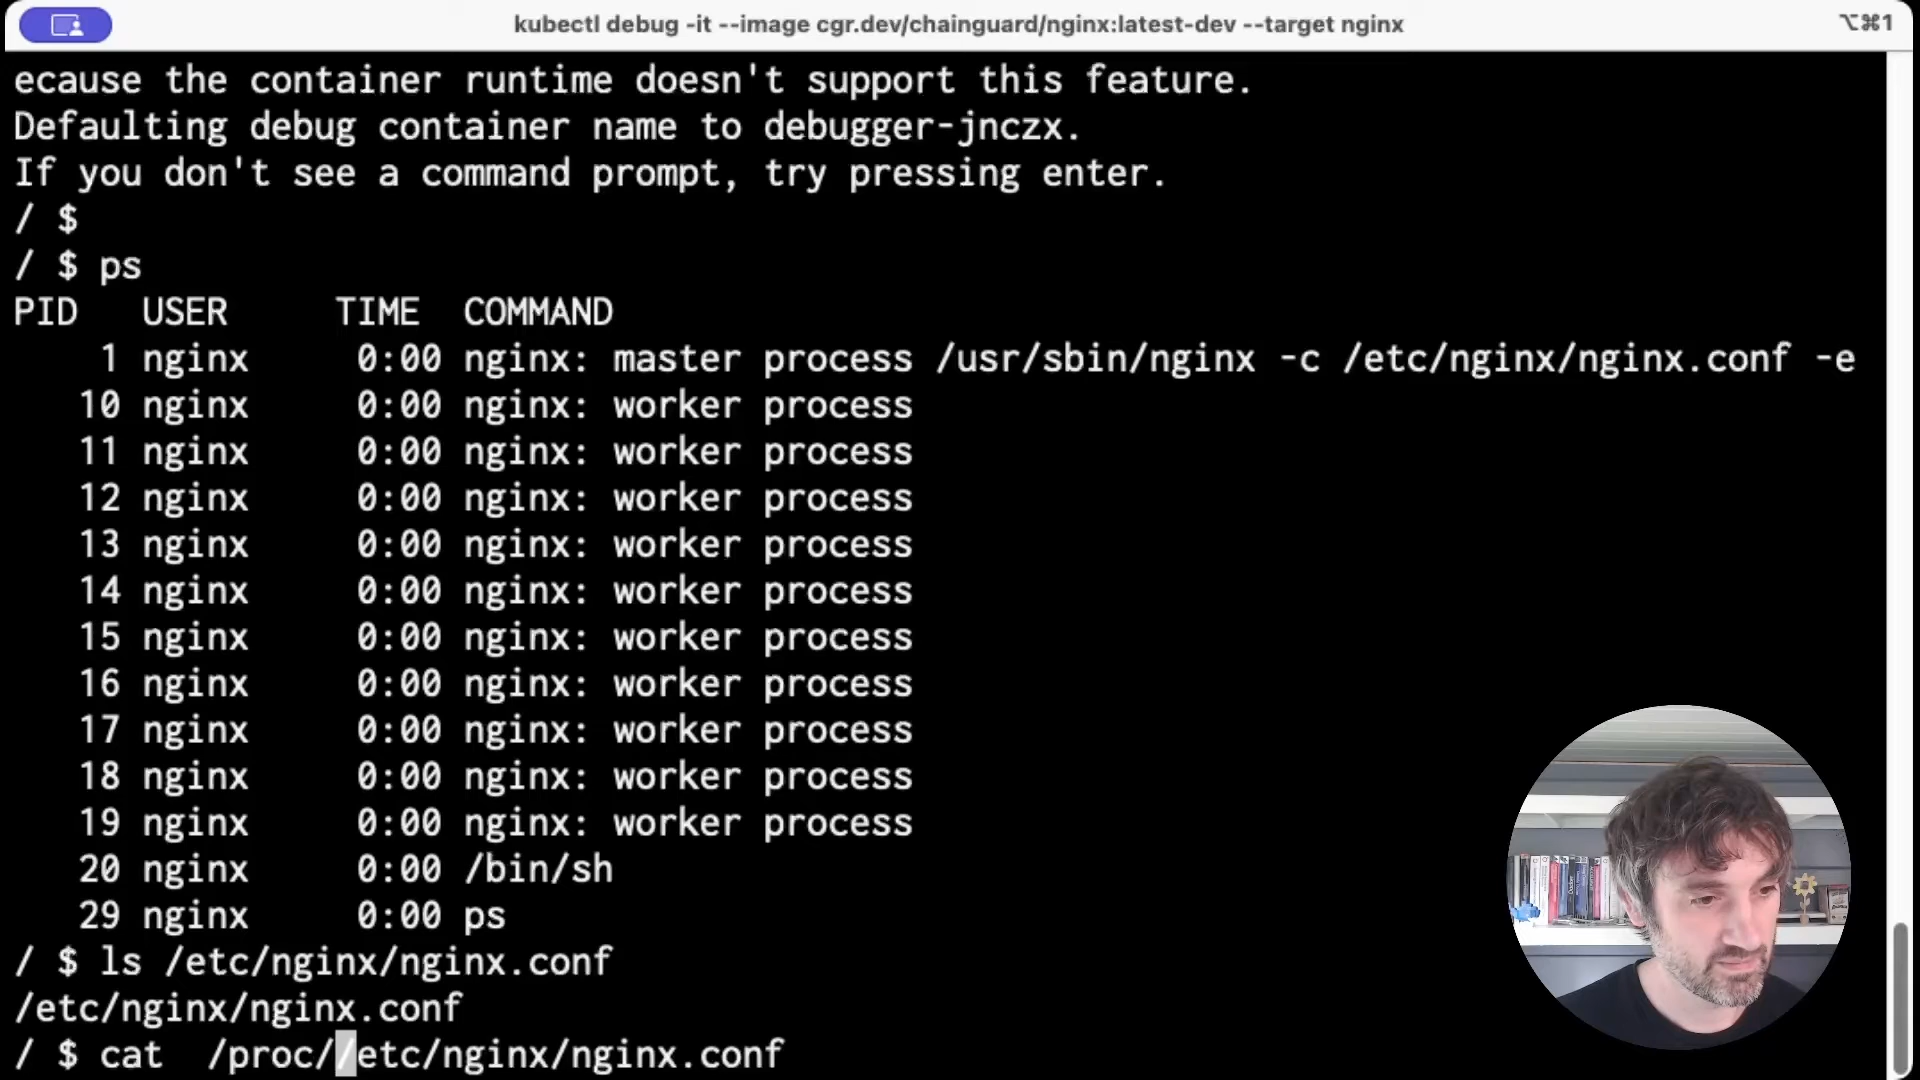 kubectl debug -it --image cgr.dev/chainguard/nginx:latest-dev --target nginx
⌥⌘1
ecause the container runtime doesn't support this feature.
Defaulting debug container name to debugger-jnczx.
If you don't see a command prompt, try pressing enter.
/ $
/ $ ps
PID   USER     TIME  COMMAND
    1 nginx     0:00 nginx: master process /usr/sbin/nginx -c /etc/nginx/nginx.conf -e
   10 nginx     0:00 nginx: worker process
   11 nginx     0:00 nginx: worker process
   12 nginx     0:00 nginx: worker process
   13 nginx     0:00 nginx: worker process
   14 nginx     0:00 nginx: worker process
   15 nginx     0:00 nginx: worker process
   16 nginx     0:00 nginx: worker process
   17 nginx     0:00 nginx: worker process
   18 nginx     0:00 nginx: worker process
   19 nginx     0:00 nginx: worker process
   20 nginx     0:00 /bin/sh
   29 nginx     0:00 ps
/ $ ls /etc/nginx/nginx.conf
/etc/nginx/nginx.conf
/ $ cat  /proc//etc/nginx/nginx.conf